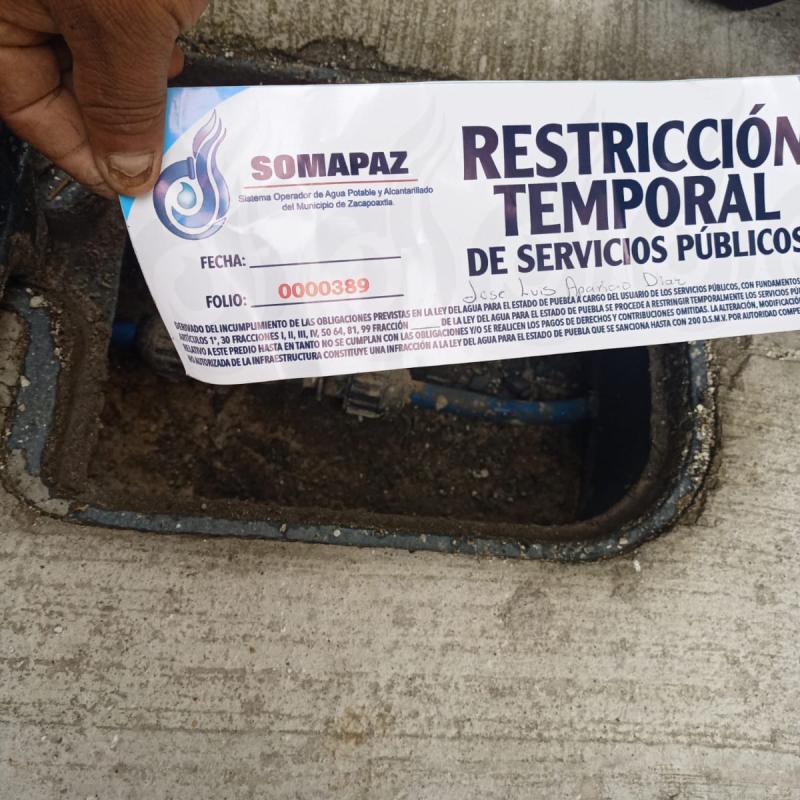 SOMAPAZ
Sistema Operador de Agua Potable y Alcantarillado
del Municipio de Zacapoaxtla.
FECHA:
FOLIO: 0000389
RESTRICCIÓN
TEMPORAL
DE SERVICIOS PÚBLICOS
Jose Luis Aparicio Diaz
DERIVADO DEL INCUMPLIMIENTO DE LAS OBLIGACIONES PREVISTAS EN LA LEY DEL AGUA PARA EL ESTADO DE PUEBLA A CARGO DEL USUARIO DE LOS SERVICIOS PÚBLICOS, CON FUNDAMENTOS
ARTÍCULOS 1°, 30 FRACCIONES I, II, III, IV, 50 64, 81, 99 FRACCIÓN ______ DE LA LEY DEL AGUA PARA EL ESTADO DE PUEBLA SE PROCEDE A RESTRINGIR TEMPORALMENTE LOS SERVICIOS
RELATIVO A ESTE PREDIO HASTA EN TANTO NO SE CUMPLAN CON LAS OBLIGACIONES Y/O SE REALICEN LOS PAGOS DE DERECHOS Y CONTRIBUCIONES OMITIDAS. LA ALTERACIÓN, MODIFICACIÓN
NO AUTORIZADA DE LA INFRAESTRUCTURA CONSTITUYE UNA INFRACCIÓN A LA LEY DEL AGUA PARA EL ESTADO DE PUEBLA QUE SE SANCIONA HASTA CON 200 D.S.M.V. POR AUTORIDAD